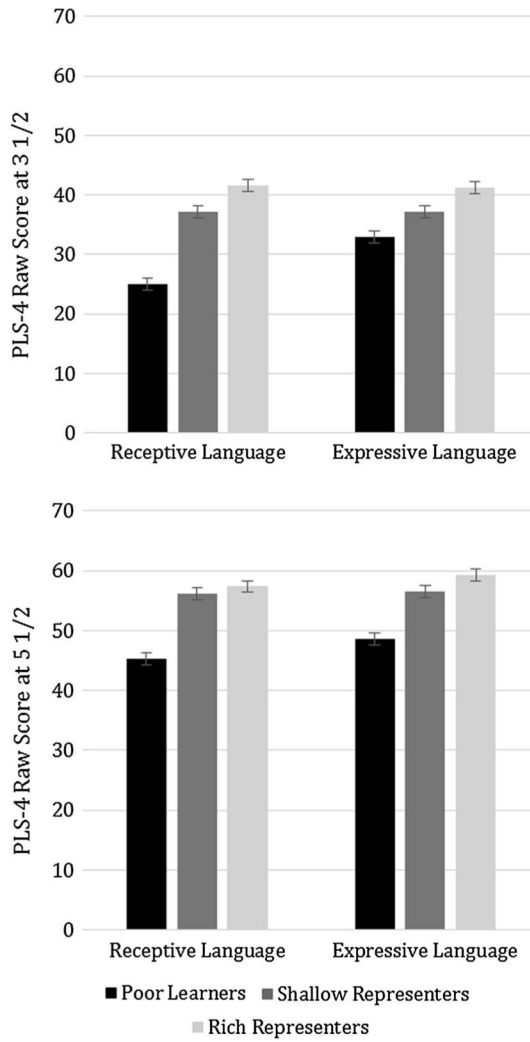 70
60
50
40
30
20
10
0
PLS-4 Raw Score at 3 1/2
Receptive Language Expressive Language
70
60
50
40
30
20
10
0
PLS-4 Raw Score at 5 1/2
Receptive Language Expressive Language
Poor Learners Shallow Representers
Rich Representers